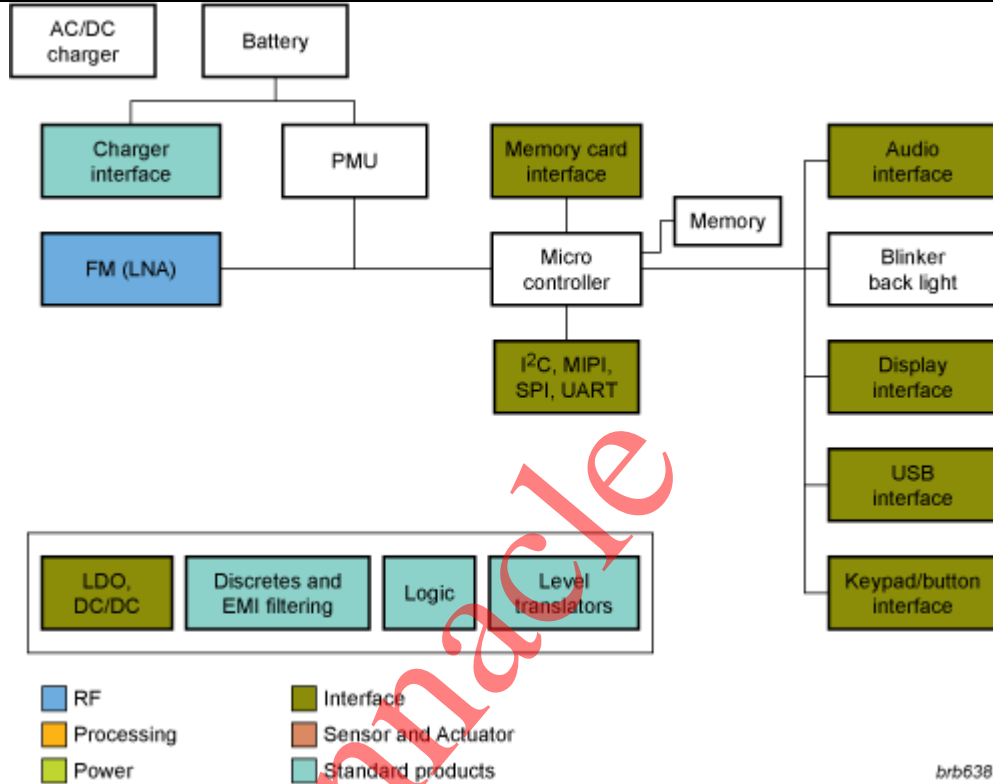 AC/DC
charger
Battery
Charger
interface
PMU
Memory card
interface
Audio
interface
Memory
FM (LNA)
Micro
controller
Blinker
back light
I²C, MIPI,
SPI, UART
Display
interface
USB
interface
LDO,
DC/DC
Discretes and
EMI filtering
Logic
Level
translators
Keypad/button
interface
RF
Interface
Processing
Sensor and Actuator
Power
Standard products
brb638